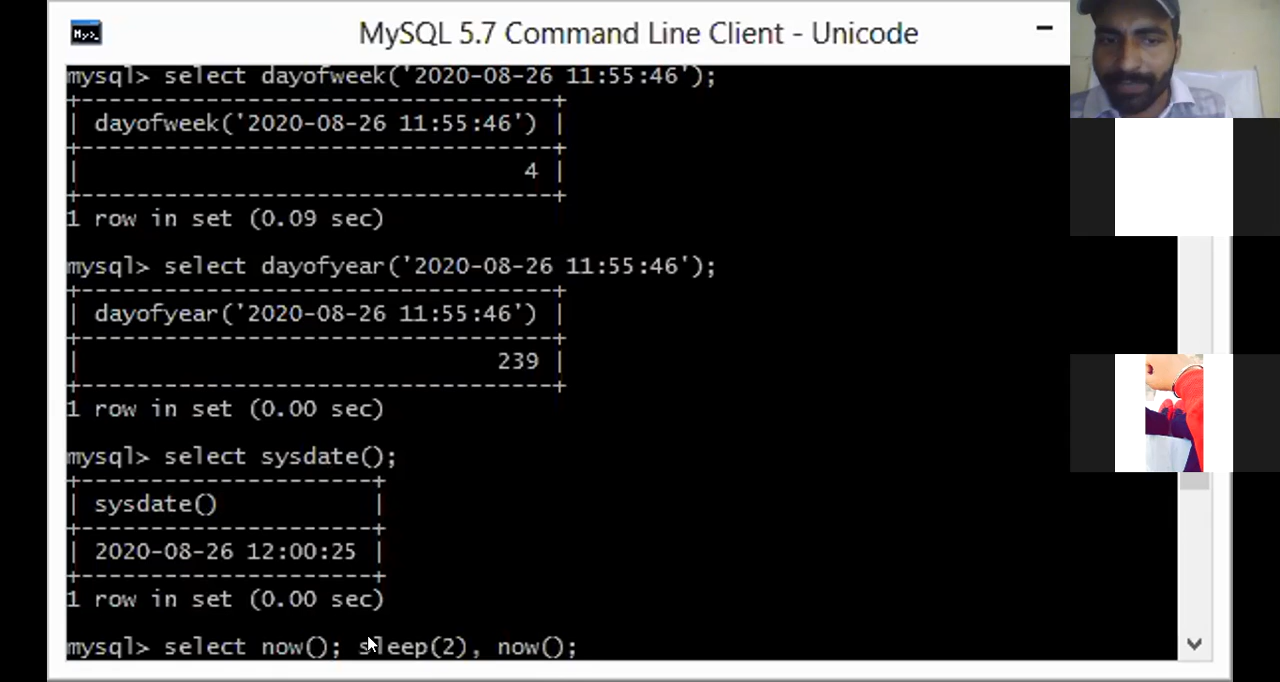 MySQL 5.7 Command Line Client - Unicode
mysql> select dayofweek('2020-08-26 11:55:46');
+----------------------------------+
| dayofweek('2020-08-26 11:55:46') |
+----------------------------------+
| 4 |
+----------------------------------+
1 row in set (0.09 sec)
mysql> select dayofyear('2020-08-26 11:55:46');
+----------------------------------+
| dayofyear('2020-08-26 11:55:46') |
+----------------------------------+
| 239 |
+----------------------------------+
1 row in set (0.00 sec)
mysql> select sysdate();
+---------------------+
| sysdate() |
+---------------------+
| 2020-08-26 12:00:25 |
+---------------------+
1 row in set (0.00 sec)
mysql> select now(); sleep(2), now();